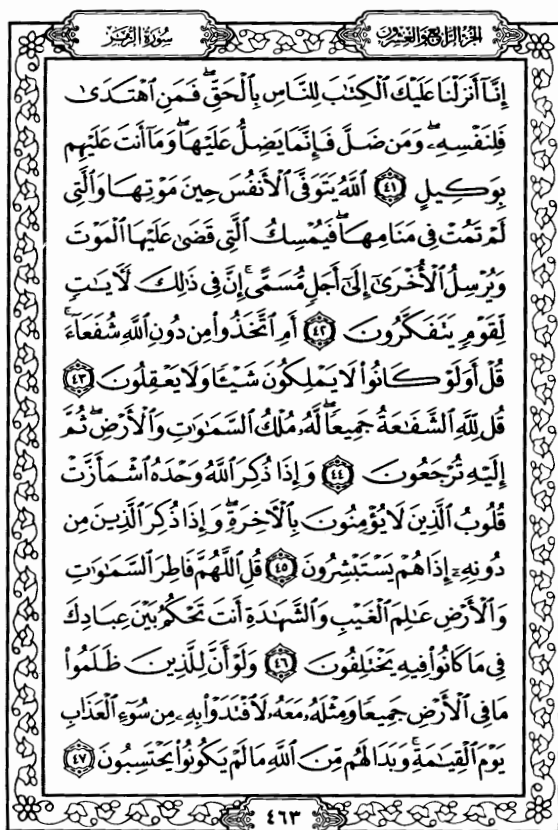 الجزء الرابع والعشرون سورة الزمر
إِنَّآ أَنزَلْنَا عَلَيْكَ ٱلْكِتَٰبَ لِلنَّاسِ بِٱلْحَقِّ ۖ فَمَنِ ٱهْتَدَىٰ
فَلِنَفْسِهِۦ ۖ وَمَن ضَلَّ فَإِنَّمَا يَضِلُّ عَلَيْهَا ۖ وَمَآ أَنتَ عَلَيْهِم
بِوَكِيلٍ ٤١ ٱللَّهُ يَتَوَفَّى ٱلْأَنفُسَ حِينَ مَوْتِهَا وَٱلَّتِى
لَمْ تَمُتْ فِى مَنَامِهَا ۖ فَيُمْسِكُ ٱلَّتِى قَضَىٰ عَلَيْهَا ٱلْمَوْتَ
وَيُرْسِلُ ٱلْأُخْرَىٰٓ إِلَىٰٓ أَجَلٍ مُّسَمًّى ۚ إِنَّ فِى ذَٰلِكَ لَءَايَٰتٍ
لِّقَوْمٍ يَتَفَكَّرُونَ ٤٢ أَمِ ٱتَّخَذُوا۟ مِن دُونِ ٱللَّهِ شُفَعَآءَ ۚ
قُلْ أَوَلَوْ كَانُوا۟ لَا يَمْلِكُونَ شَيْـًٔا وَلَا يَعْقِلُونَ ٤٣
قُل لِّلَّهِ ٱلشَّفَٰعَةُ جَمِيعًا ۖ لَّهُۥ مُلْكُ ٱلسَّمَٰوَٰتِ وَٱلْأَرْضِ ۖ ثُمَّ
إِلَيْهِ تُرْجَعُونَ ٤٤ وَإِذَا ذُكِرَ ٱللَّهُ وَحْدَهُ ٱشْمَأَزَّتْ
قُلُوبُ ٱلَّذِينَ لَا يُؤْمِنُونَ بِٱلْءَاخِرَةِ ۖ وَإِذَا ذُكِرَ ٱلَّذِينَ مِن
دُونِهِۦٓ إِذَا هُمْ يَسْتَبْشِرُونَ ٤٥ قُلِ ٱللَّهُمَّ فَاطِرَ ٱلسَّمَٰوَٰتِ
وَٱلْأَرْضِ عَٰلِمَ ٱلْغَيْبِ وَٱلشَّهَٰدَةِ أَنتَ تَحْكُمُ بَيْنَ عِبَادِكَ
فِى مَا كَانُوا۟ فِيهِ يَخْتَلِفُونَ ٤٦ وَلَوْ أَنَّ لِلَّذِينَ ظَلَمُوا۟
مَا فِى ٱلْأَرْضِ جَمِيعًا وَمِثْلَهُۥ مَعَهُۥ لَٱفْتَدَوْا۟ بِهِۦ مِن سُوٓءِ ٱلْعَذَابِ
يَوْمَ ٱلْقِيَٰمَةِ ۚ وَبَدَا لَهُم مِّنَ ٱللَّهِ مَا لَمْ يَكُونُوا۟ يَحْتَسِبُونَ ٤٧
٤٦٣